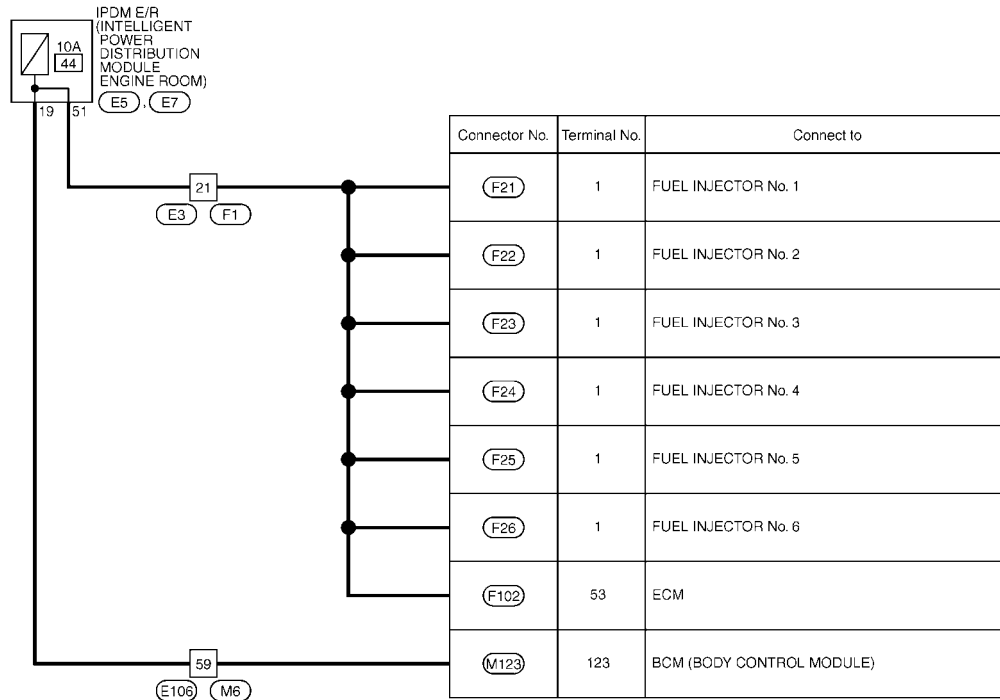 IPDM E/R
(INTELLIGENT
POWER
DISTRIBUTION
MODULE
ENGINE ROOM)
10A
44
E5 , E7
19 51
Connector No. Terminal No. Connect to
21
E3 F1
F21 1 FUEL INJECTOR No. 1
F22 1 FUEL INJECTOR No. 2
F23 1 FUEL INJECTOR No. 3
F24 1 FUEL INJECTOR No. 4
F25 1 FUEL INJECTOR No. 5
F26 1 FUEL INJECTOR No. 6
F102 53 ECM
59
E106 M6
M123 123 BCM (BODY CONTROL MODULE)